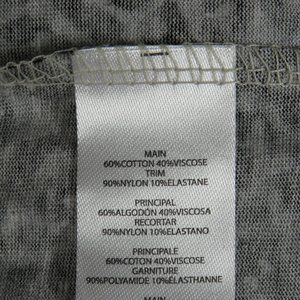 MAIN
60%COTTON 40%VISCOSE
TRIM
90%NYLON 10%ELASTANE
PRINCIPAL
60%ALGODÓN 40%VISCOSA
RECORTAR
90%NYLON 10%ELASTANO
PRINCIPALE
60%COTON 40%VISCOSE
GARNITURE
90%POLYAMIDE 10%ELASTHANNE
MAIN